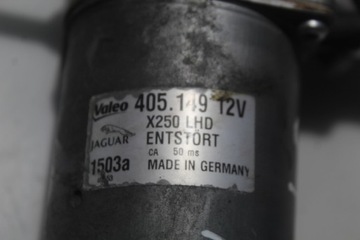 Valeo 405.149 12V
X250 LHD
JAGUAR ENTSTÖRT
CA 50 ms
1503a MADE IN GERMANY